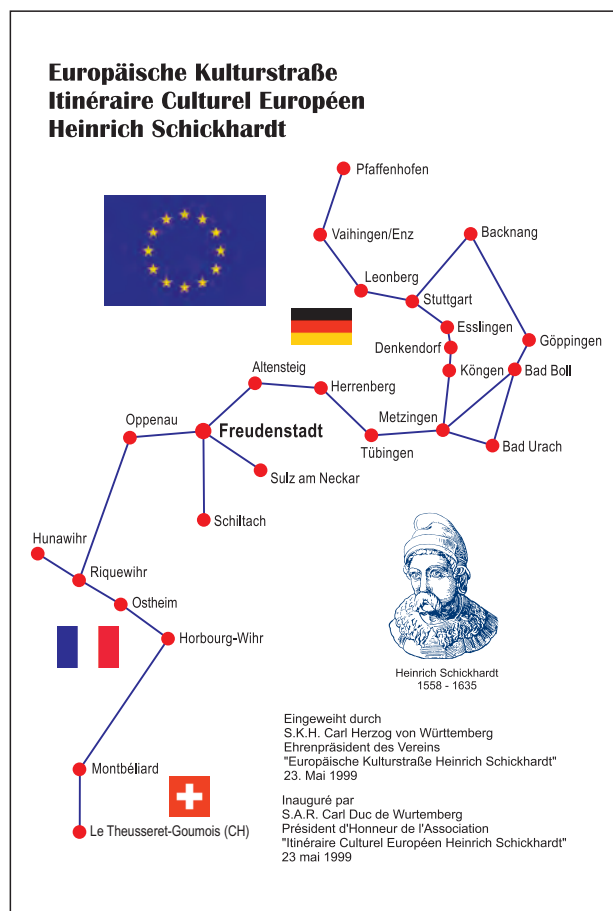 Europäische Kulturstraße
Itinéraire Culturel Européen
Heinrich Schickhardt
Pfaffenhofen
Vaihingen/Enz
Backnang
Leonberg
Stuttgart
Esslingen
Göppingen
Denkendorf
Köngen
Bad Boll
Altensteig
Herrenberg
Oppenau
Freudenstadt
Metzingen
Tübingen
Bad Urach
Sulz am Neckar
Schiltach
Hunawihr
Riquewihr
Ostheim
Horbourg-Wihr
Heinrich Schickhardt
1558 - 1635
Montbéliard
Le Theusseret-Goumois (CH)
Eingeweiht durch
S.K.H. Carl Herzog von Württemberg
Ehrenpräsident des Vereins
"Europäische Kulturstraße Heinrich Schickhardt"
23. Mai 1999
Inauguré par
S.A.R. Carl Duc de Wurtemberg
Président d'Honneur de l'Association
"Itinéraire Culturel Européen Heinrich Schickhardt"
23 mai 1999